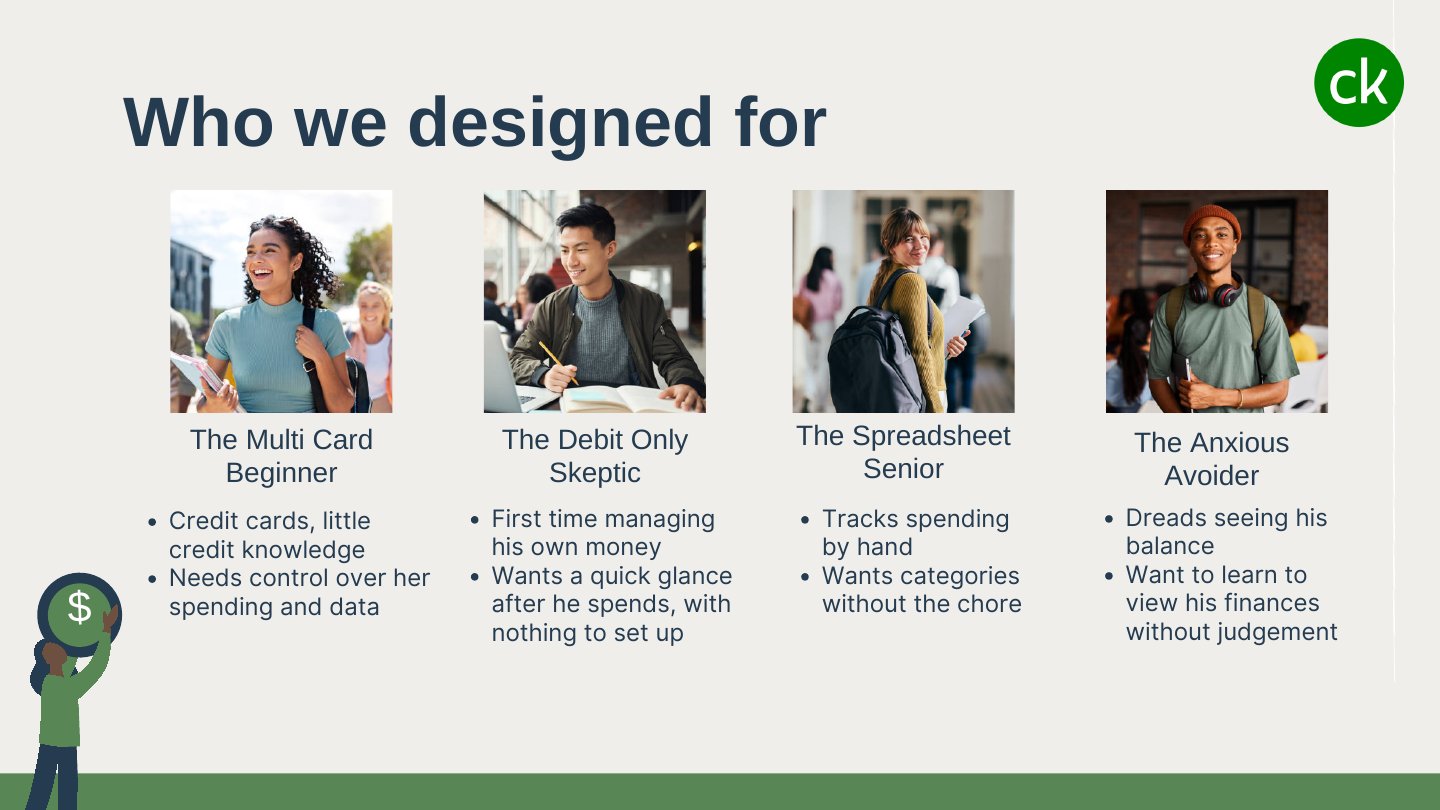 ck
Who we designed for
The Multi Card
Beginner
• Credit cards, little
credit knowledge
• Needs control over her
spending and data
The Debit Only
Skeptic
• First time managing
his own money
• Wants a quick glance
after he spends, with
nothing to set up
The Spreadsheet
Senior
• Tracks spending
by hand
• Wants categories
without the chore
The Anxious
Avoider
• Dreads seeing his
balance
• Want to learn to
view his finances
without judgement
$